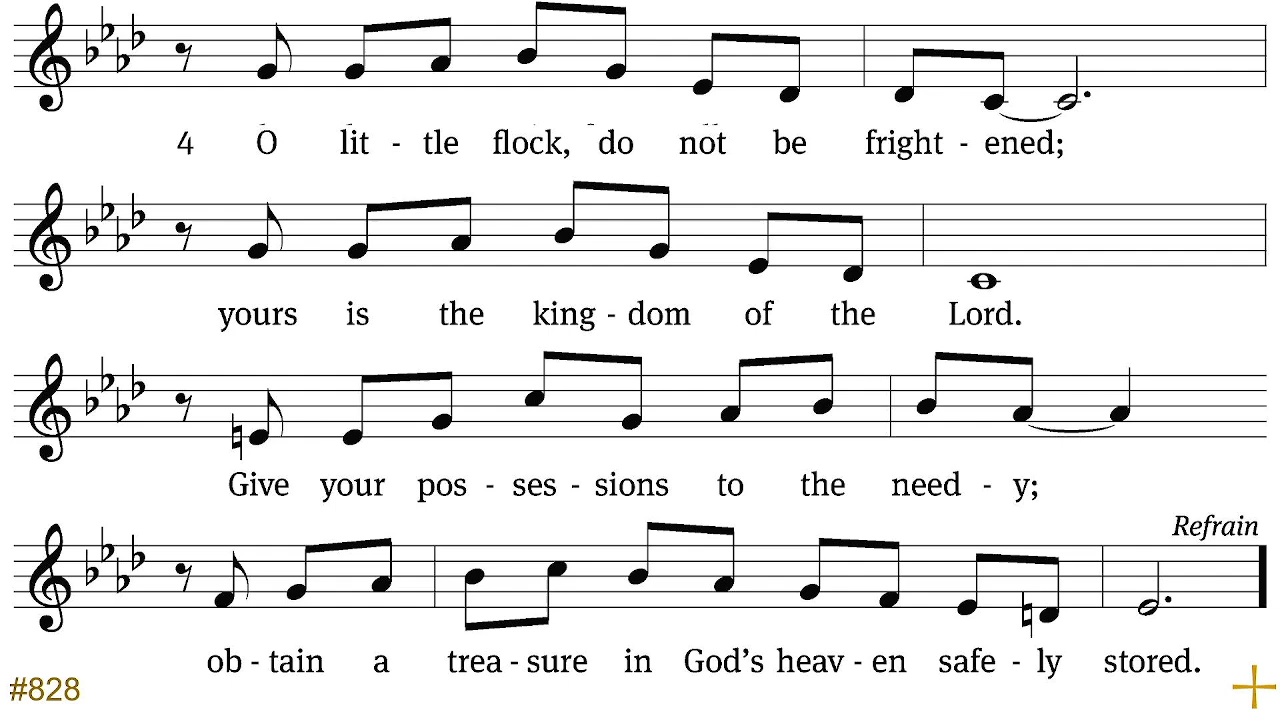 4 O lit - tle flock, do not be fright - ened;
yours is the king - dom of the Lord.
Give your pos - ses - sions to the need - y;
Refrain
ob - tain a trea - sure in God's heav - en safe - ly stored.
#828